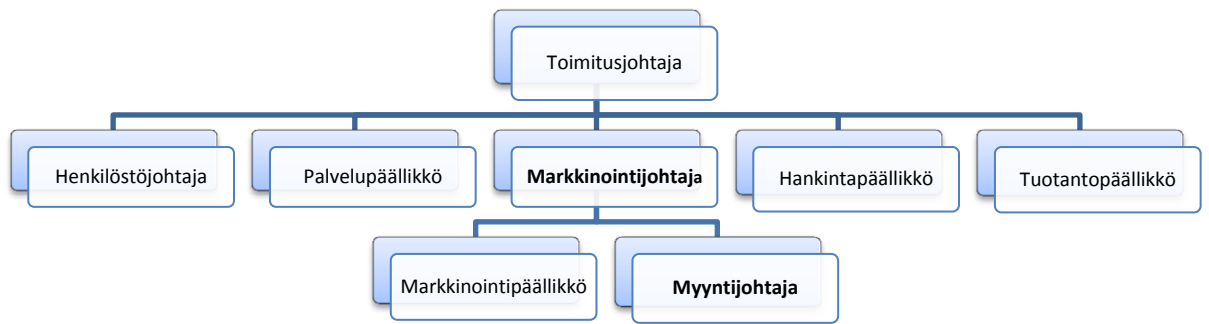 Toimitusjohtaja
Henkilöstöjohtaja
Palvelupäällikkö
Markkinointijohtaja
Hankintapäällikkö
Tuotantopäällikkö
Markkinointipäällikkö
Myyntijohtaja